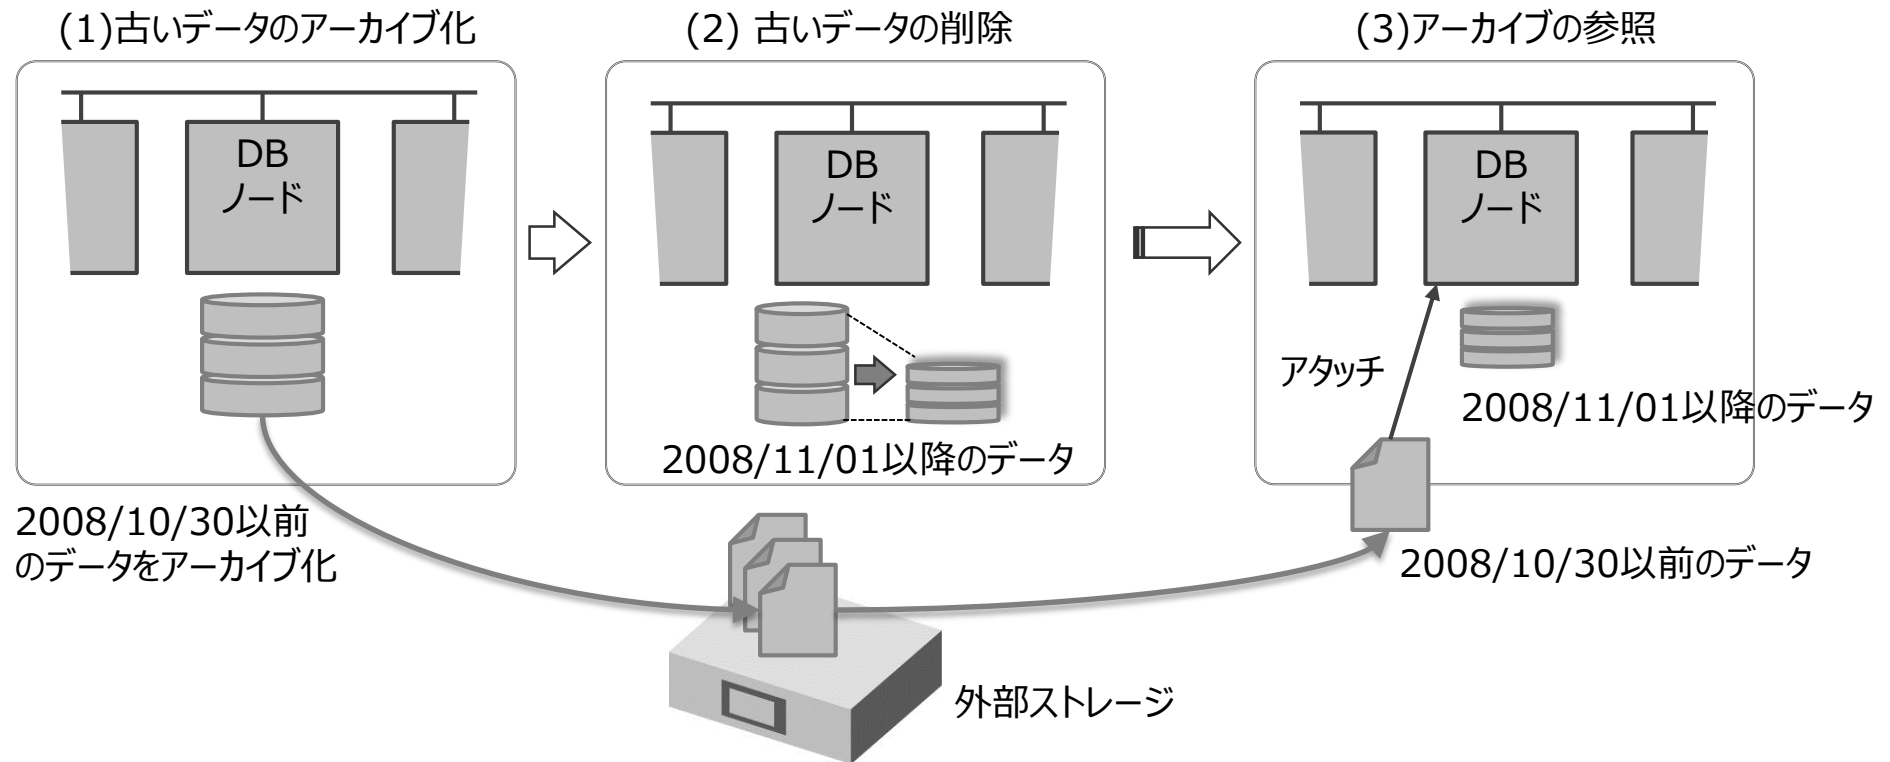 (1)古いデータのアーカイブ化
(2) 古いデータの削除
(3)アーカイブの参照
DB
ノード
DB
ノード
DB
ノード
アタッチ
2008/11/01以降のデータ
2008/11/01以降のデータ
2008/10/30以前
のデータをアーカイブ化
2008/10/30以前のデータ
外部ストレージ